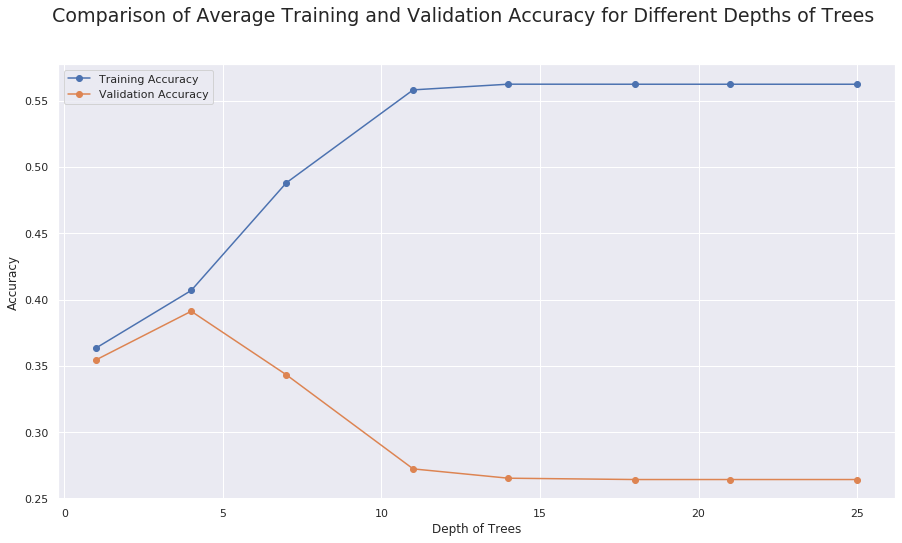 Comparison of Average Training and Validation Accuracy for Different Depths of Trees
Training Accuracy
Validation Accuracy
0.55
0.50
0.45
0.40
0.35
0.30
0.25
Accuracy
0
5
10
15
20
25
Depth of Trees